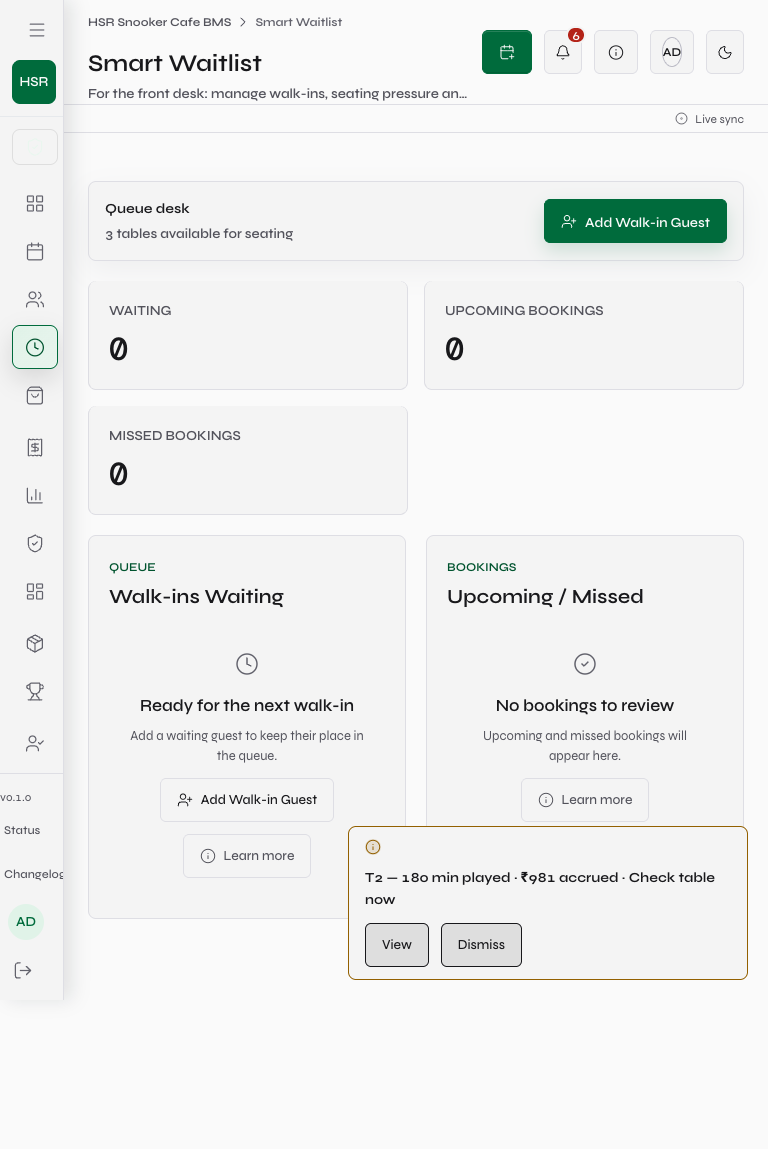 HSR Snooker Cafe BMS > Smart Waitlist
Smart Waitlist
For the front desk: manage walk-ins, seating pressure an...
6
AD
HSR
Live sync
Queue desk
3 tables available for seating
Add Walk-in Guest
WAITING
0
UPCOMING BOOKINGS
0
MISSED BOOKINGS
0
QUEUE
Walk-ins Waiting
Ready for the next walk-in
Add a waiting guest to keep their place in
the queue.
Add Walk-in Guest
Learn more
BOOKINGS
Upcoming / Missed
No bookings to review
Upcoming and missed bookings will
appear here.
Learn more
T2 — 180 min played · ₹981 accrued · Check table
now
View
Dismiss
v0.1.0
Status
Changelog
AD